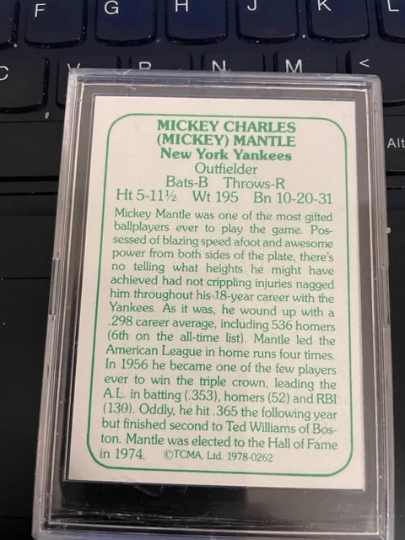 F G H J K L
C V B N M <
Alt
MICKEY CHARLES
(MICKEY) MANTLE
New York Yankees
Outfielder
Bats-B Throws-R
Ht 5-11½ Wt 195 Bn 10-20-31
Mickey Mantle was one of the most gifted
ballplayers ever to play the game. Pos-
sessed of blazing speed afoot and awesome
power from both sides of the plate, there's
no telling what heights he might have
achieved had not crippling injuries nagged
him throughout his 18-year career with the
Yankees. As it was, he wound up with a
.298 career average, including 536 homers
(6th on the all-time list). Mantle led the
American League in home runs four times.
In 1956 he became one of the few players
ever to win the triple crown, leading the
A.L. in batting (.353), homers (52) and RBI
(130). Oddly, he hit .365 the following year
but finished second to Ted Williams of Bos-
ton. Mantle was elected to the Hall of Fame
in 1974. ©TCMA. Ltd. 1978-0262